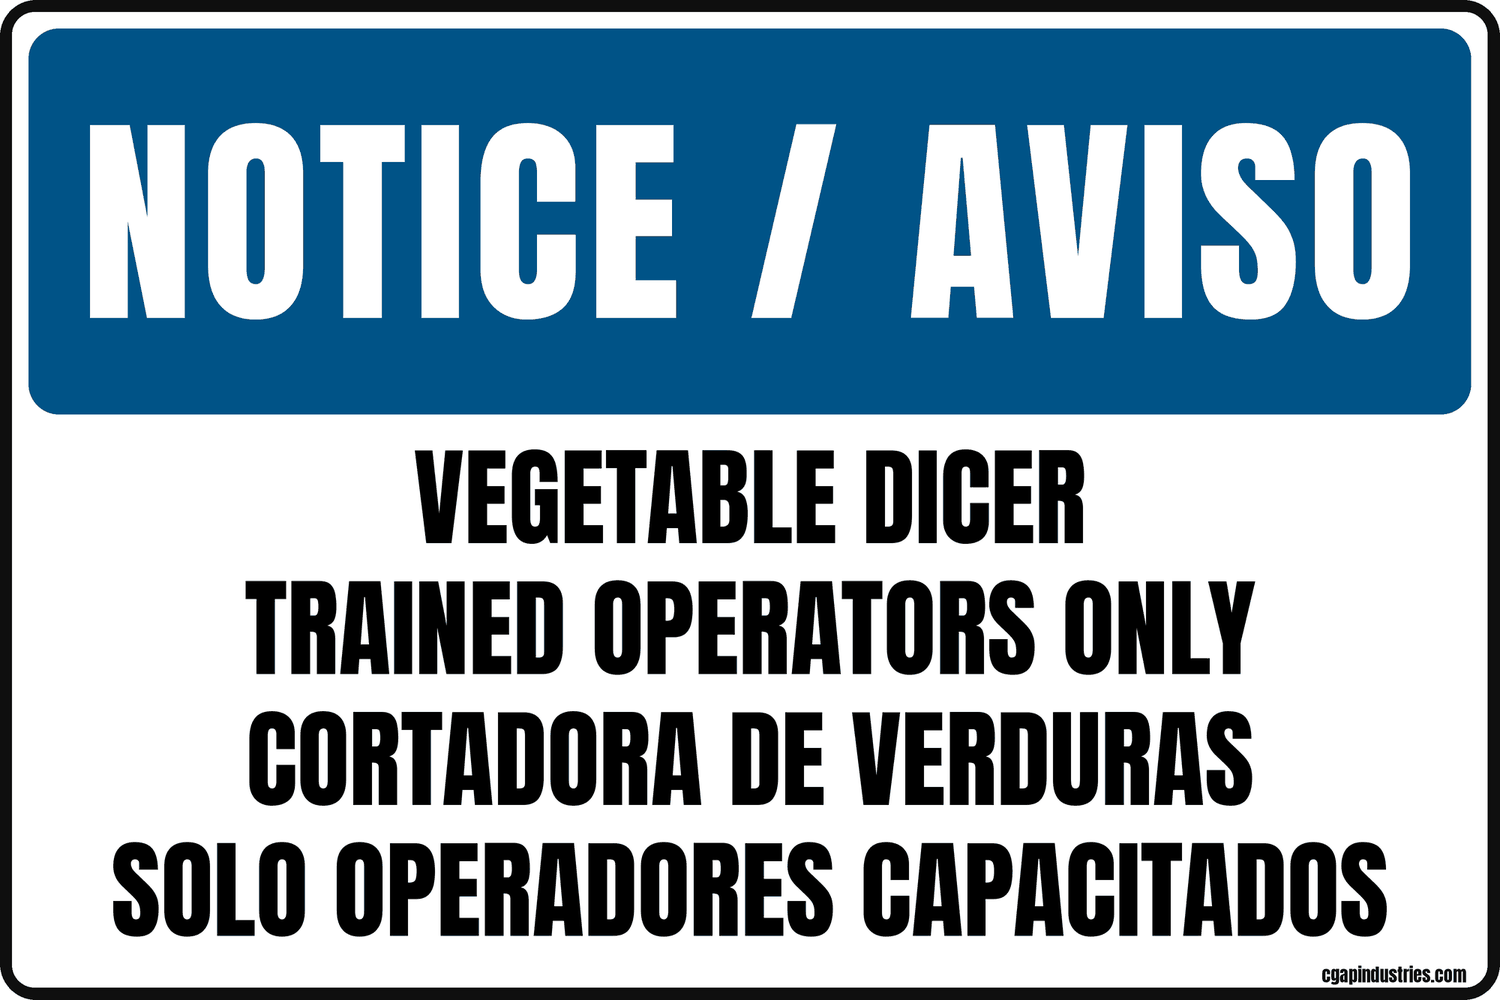 NOTICE / AVISO
VEGETABLE DICER
TRAINED OPERATORS ONLY
CORTADORA DE VERDURAS
SOLO OPERADORES CAPACITADOS
cgapindustries.com